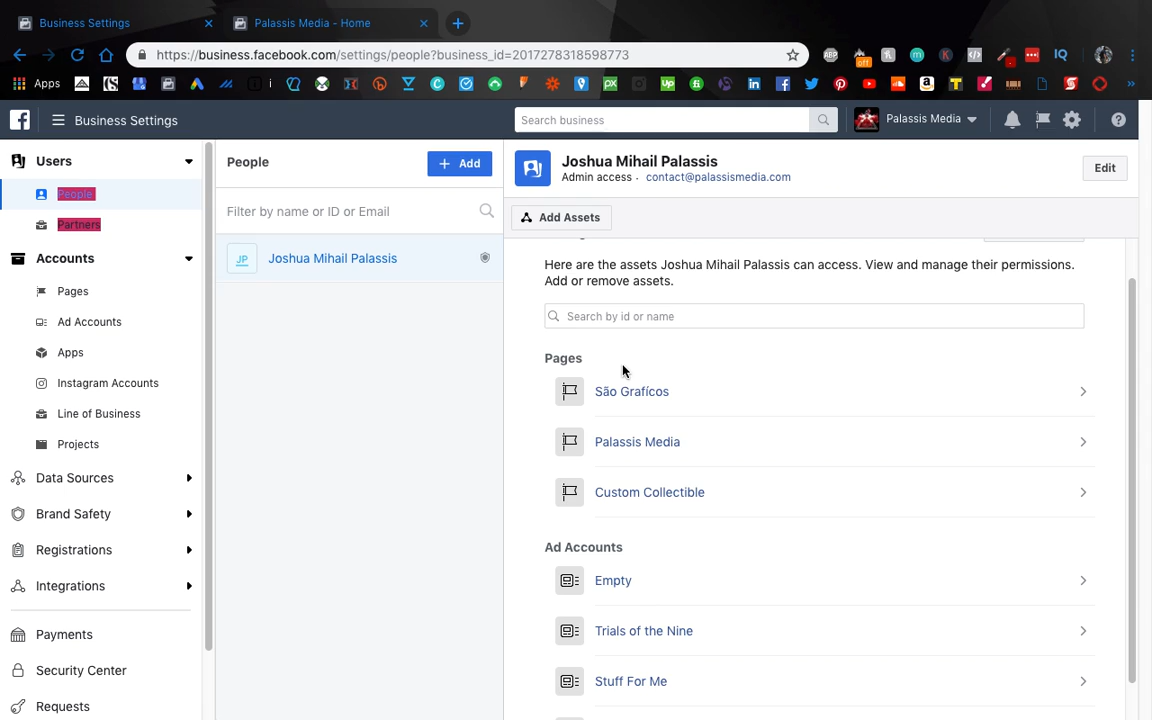 Business Settings
Palassis Media - Home
https://business.facebook.com/settings/people?business_id=2017278318598773
ABP
off
IQ
Apps
Business Settings
Search business
Palassis Media
Users
People
Partners
Accounts
Pages
Ad Accounts
Apps
Instagram Accounts
Line of Business
Projects
Data Sources
Brand Safety
Registrations
Integrations
Payments
Security Center
Requests
People
+ Add
Filter by name or ID or Email
JP
Joshua Mihail Palassis
Joshua Mihail Palassis
Admin access · contact@palassismedia.com
Edit
Add Assets
Here are the assets Joshua Mihail Palassis can access. View and manage their permissions.
Add or remove assets.
Search by id or name
Pages
São Grafícos
Palassis Media
Custom Collectible
Ad Accounts
Empty
Trials of the Nine
Stuff For Me